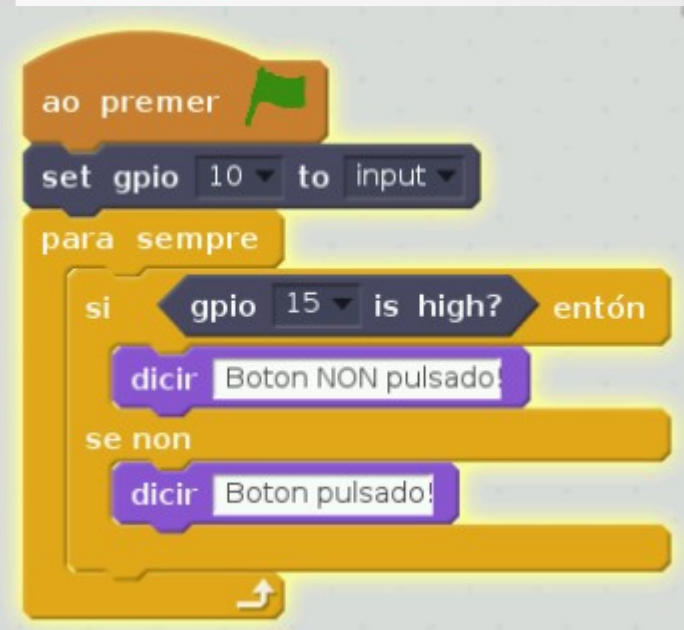 ao premer
set gpio 10 to input
para sempre
si gpio 15 is high? entón
dicir Boton NON pulsado!
se non
dicir Boton pulsado!